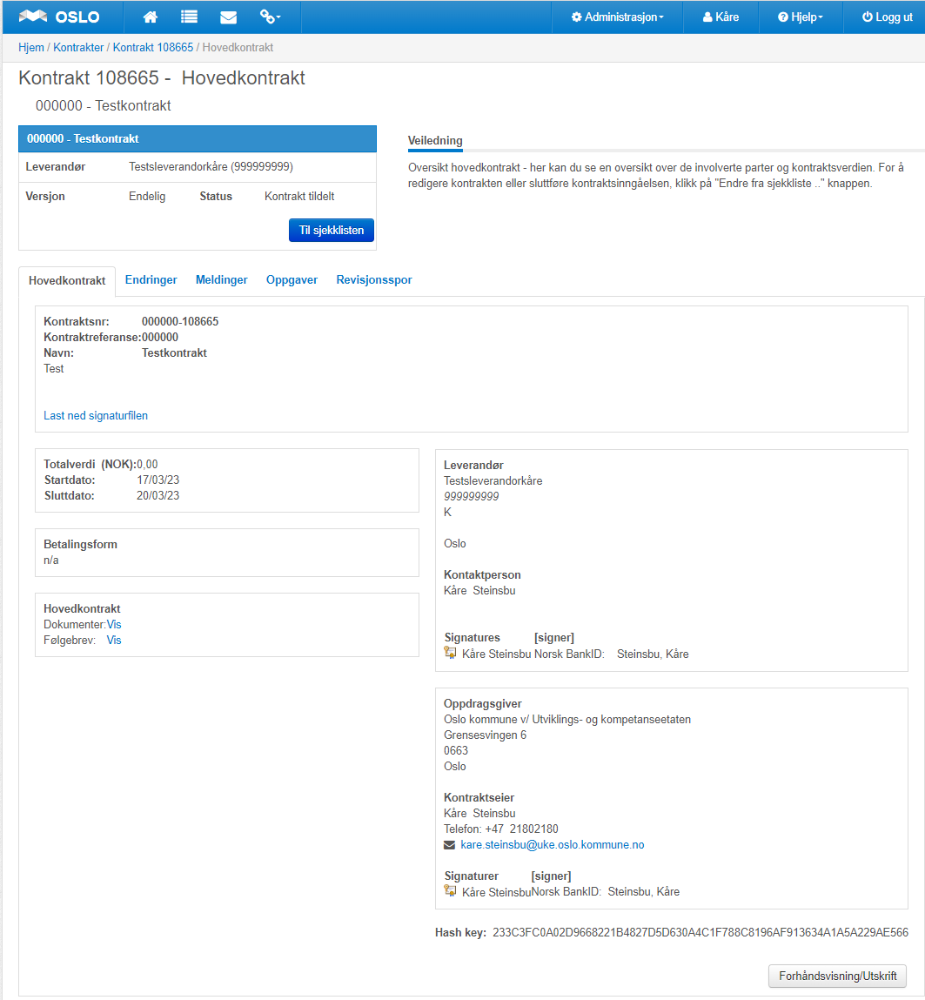 OSLO Administrasjon Kåre Hjelp Logg ut
Hjem / Kontrakter / Kontrakt 108665 / Hovedkontrakt
Kontrakt 108665 - Hovedkontrakt
000000 - Testkontrakt
000000 - Testkontrakt
Leverandør Testsleverandorkåre (999999999)
Versjon Endelig Status Kontrakt tildelt
Til sjekklisten
Veiledning
Oversikt hovedkontrakt - her kan du se en oversikt over de involverte parter og kontraktsverdien. For å
redigere kontrakten eller sluttføre kontraktsinngåelsen, klikk på "Endre fra sjekkliste .." knappen.
Hovedkontrakt Endringer Meldinger Oppgaver Revisjonsspor
Kontraktsnr: 000000-108665
Kontraktreferanse:000000
Navn: Testkontrakt
Test
Last ned signaturfilen
Totalverdi (NOK):0,00
Startdato: 17/03/23
Sluttdato: 20/03/23
Betalingsform
n/a
Hovedkontrakt
Dokumenter:Vis
Følgebrev: Vis
Leverandør
Testsleverandorkåre
999999999
K
Oslo
Kontaktperson
Kåre Steinsbu
Signatures [signer]
Kåre Steinsbu Norsk BankID: Steinsbu, Kåre
Oppdragsgiver
Oslo kommune v/ Utviklings- og kompetanseetaten
Grensesvingen 6
0663
Oslo
Kontraktseier
Kåre Steinsbu
Telefon: +47 21802180
kare.steinsbu@uke.oslo.kommune.no
Signaturer [signer]
Kåre SteinsbuNorsk BankID: Steinsbu, Kåre
Hash key: 233C3FC0A02D9668221B4827D5D630A4C1F788C8196AF913634A1A5A229AE566
Forhåndsvisning/Utskrift